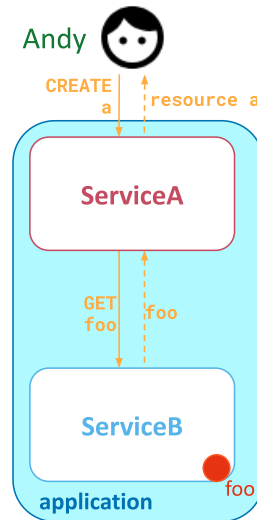 Andy
CREATE
a
resource a
ServiceA
GET
foo
foo
ServiceB
foo
application